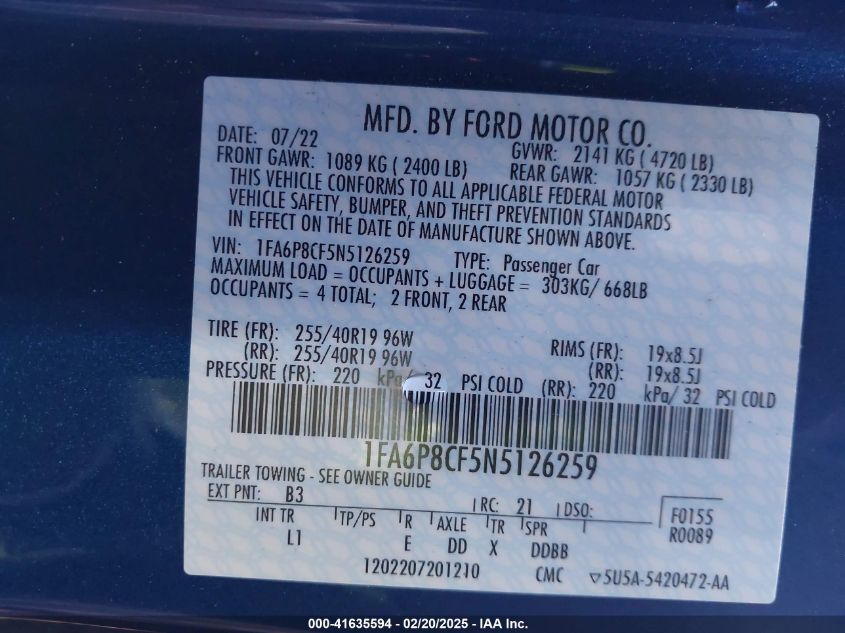 MFD. BY FORD MOTOR CO.
DATE: 07/22 GVWR: 2141 KG ( 4720 LB)
FRONT GAWR: 1089 KG ( 2400 LB) REAR GAWR: 1057 KG ( 2330 LB)
THIS VEHICLE CONFORMS TO ALL APPLICABLE FEDERAL MOTOR
VEHICLE SAFETY, BUMPER, AND THEFT PREVENTION STANDARDS
IN EFFECT ON THE DATE OF MANUFACTURE SHOWN ABOVE.
VIN: 1FA6P8CF5N5126259 TYPE: Passenger Car
MAXIMUM LOAD = OCCUPANTS + LUGGAGE = 303KG/ 668LB
OCCUPANTS = 4 TOTAL; 2 FRONT, 2 REAR
TIRE (FR): 255/40R19 96W RIMS (FR): 19x8.5J
(RR): 255/40R19 96W (RR): 19x8.5J
PRESSURE (FR): 220 kPa/ 32 PSI COLD (RR): 220 kPa/ 32 PSI COLD
1FA6P8CF5N5126259
TRAILER TOWING - SEE OWNER GUIDE
EXT PNT: B3 RC: 21 DSO: F0155
INT TR TP/PS R AXLE TR SPR R0089
L1 E DD X DDBB
1202207201210 CMC ▽5U5A-5420472-AA
000-41635594 - 02/20/2025 - IAA Inc.